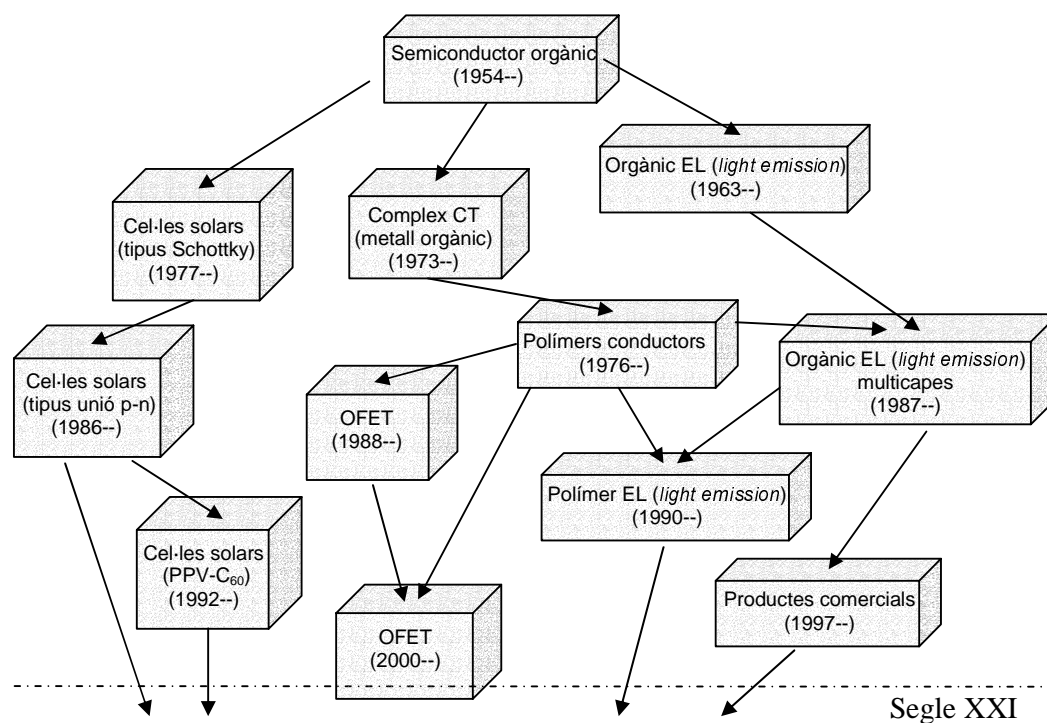 Semiconductor orgànic
(1954--)
Orgànic EL (light emission)
(1963--)
Cel·les solars
(tipus Schottky)
(1977--)
Complex CT
(metall orgànic)
(1973--)
Polímers conductors
(1976--)
Orgànic EL (light emission)
multicapes
(1987--)
Cel·les solars
(tipus unió p-n)
(1986--)
OFET
(1988--)
Polímer EL (light emission)
(1990--)
Cel·les solars
(PPV-C₆₀)
(1992--)
OFET
(2000--)
Productes comercials
(1997--)
Segle XXI